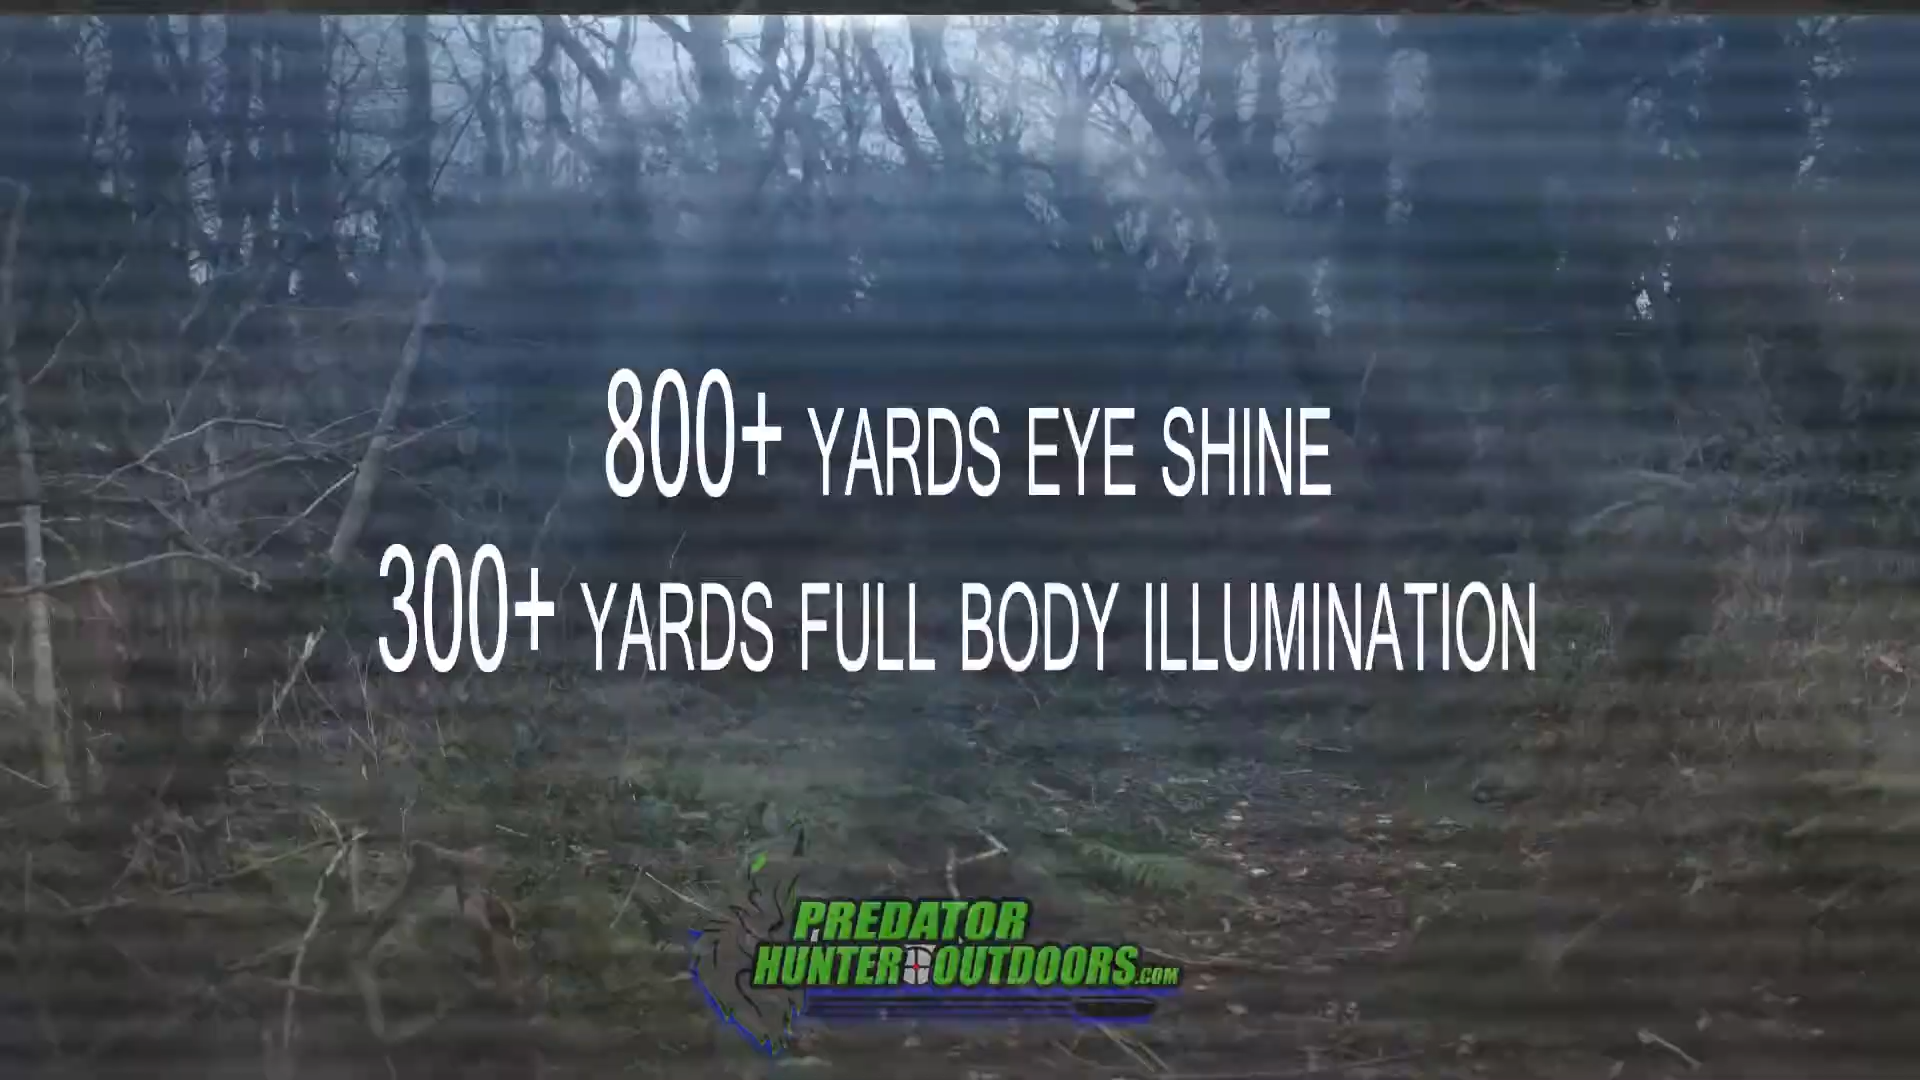 800+ YARDS EYE SHINE
300+ YARDS FULL BODY ILLUMINATION
PREDATOR
HUNTER OUTDOORS.COM